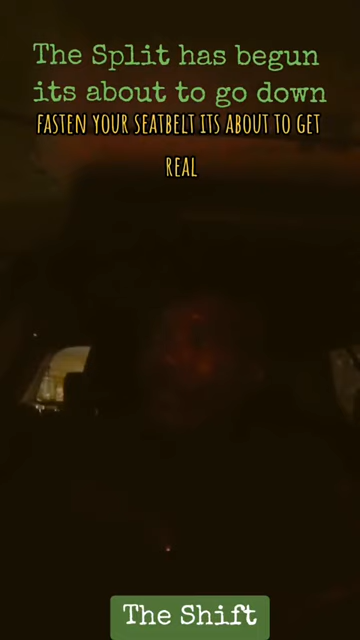 The Split has begun
its about to go down
FASTEN YOUR SEATBELT ITS ABOUT TO GET
REAL
The Shift